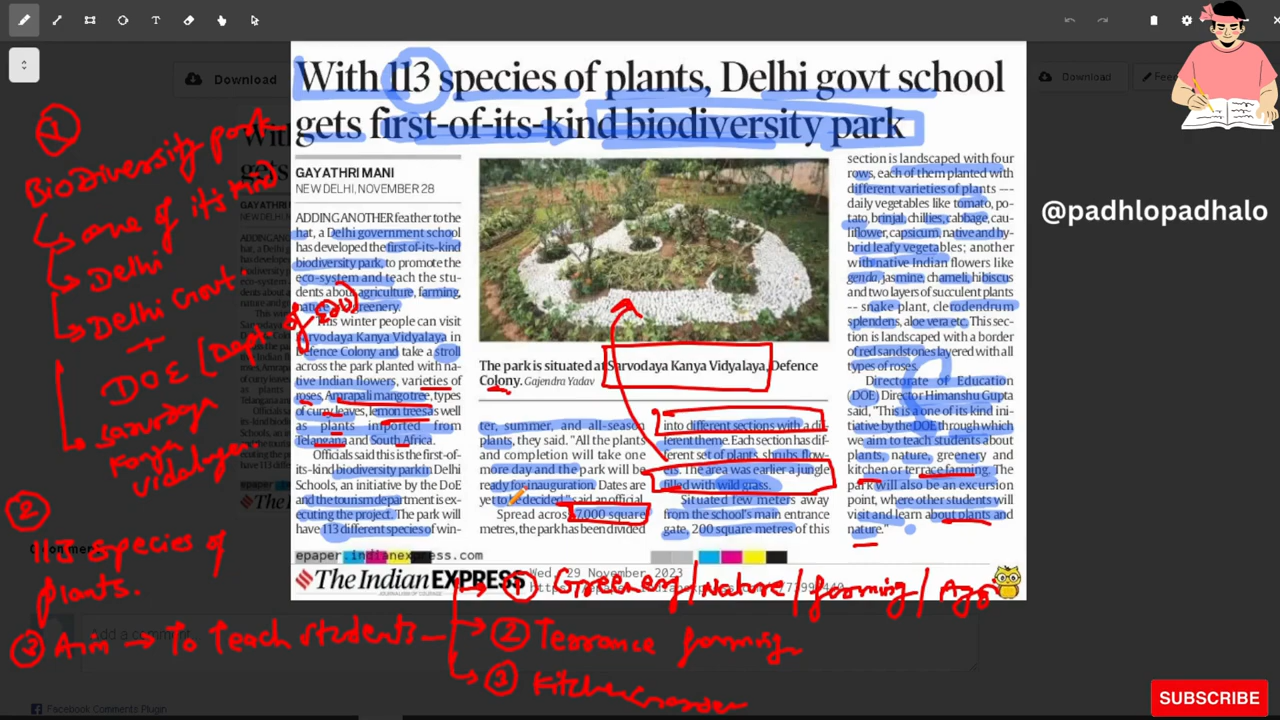 Download
Download
With 113 species of plants, Delhi govt school
gets first-of-its-kind biodiversity park
GAYATHRI MANI
NEW DELHI, NOVEMBER 28
ADDING ANOTHER feather to the
hat, a Delhi government school
has developed the first-of-its-kind
biodiversity park, to promote the
eco-system and teach the stu-
dents about agriculture, farming,
nature and greenery.
This winter people can visit
Sarvodaya Kanya Vidyalaya in
Defence Colony and take a stroll
across the park planted with na-
tive Indian flowers, varieties of
roses, Amrapali mango tree, types
of curry leaves, lemon trees as well
as plants imported from
Telangana and South Africa.
Officials said this is the first-of-
its-kind biodiversity park in Delhi
Schools, an initiative by the DoE
and the tourism department is ex-
ecuting the project. The park will
have 113 different species of win-
The park is situated at Sarvodaya Kanya Vidyalaya, Defence
Colony. Gajendra Yadav
ter, summer, and all-season
plants, they said. "All the plants
and completion will take one
more day and the park will be
ready for inauguration. Dates are
yet to be decided," said an official.
Spread across 7,000 square
metres, the park has been divided
into different sections with a dif-
ferent theme. Each section has dif-
ferent set of plants, shrubs, flow-
ers. The area was earlier a jungle
filled with wild grass.
Situated few meters away
from the school's main entrance
gate, 200 square metres of this
section is landscaped with four
rows, each of them planted with
different varieties of plants ––
daily vegetables like tomato, po-
tato, brinjal, chillies, cabbage, cau-
liflower, capsicum, native and hy-
brid leafy vegetables; another
with native Indian flowers like
genda, jasmine, chameli, hibiscus
and two layers of succulent plants
-- snake plant, clerodendrum
splendens, aloe vera etc. This sec-
tion is landscaped with a border
of red sandstones layered with all
types of roses.
Directorate of Education
(DOE) Director Himanshu Gupta
said, "This is a one of its kind ini-
tiative by the DOE through which
we aim to teach students about
plants, nature, greenery and
kitchen or terrace farming. The
park will also be an excursion
point, where other students will
visit and learn about plants and
nature."
epaper.indianexpress.com
The Indian EXPRESS
JOURNALISM OF COURAGE
Wed, 29 November 2023
@padhlopadhalo
SUBSCRIBE
1
Biodiversity park
one of its kind
Delhi
Delhi Govt.
+
DOE [Dept. of edu]
Sarvodaya
Kanya
Vidalaya
2
113 species of
plants.
3 Aim → To Teach students
1 Greenery/Nature/farming/Agr
2 Terrance farming
3 Kitchen Garden
Add a comment
Facebook Comments Plugin